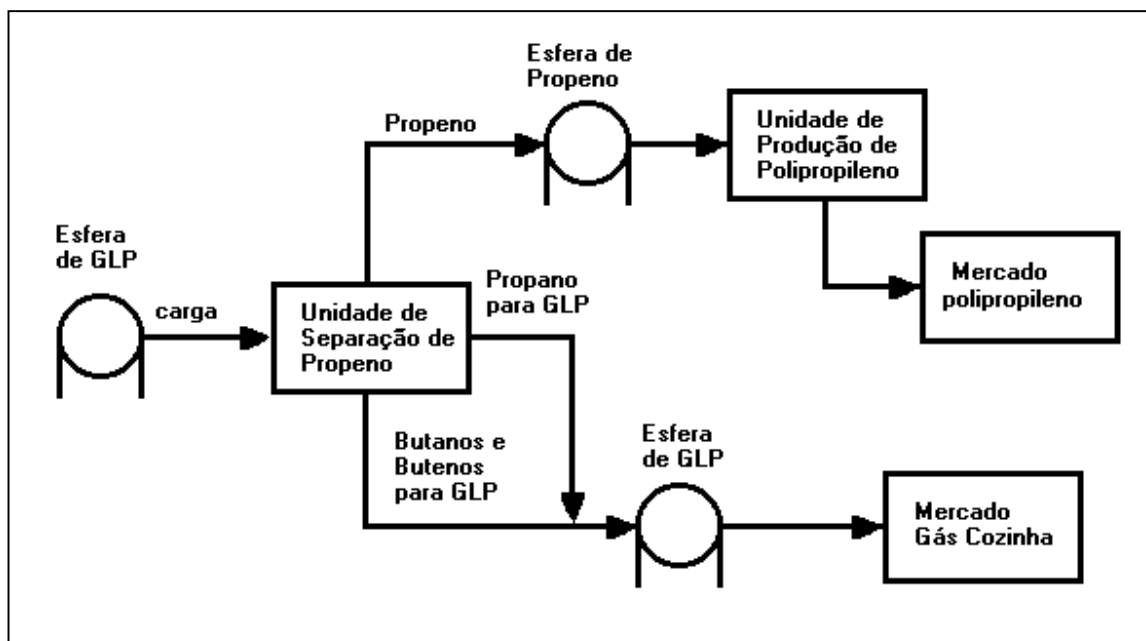 Esfera de
Propeno
Propeno
Unidade de
Produção de
Polipropileno
Esfera
de GLP
carga
Unidade de
Separação de
Propeno
Propano
para GLP
Mercado
polipropileno
Butanos e
Butenos
para GLP
Esfera
de GLP
Mercado
Gás Cozinha